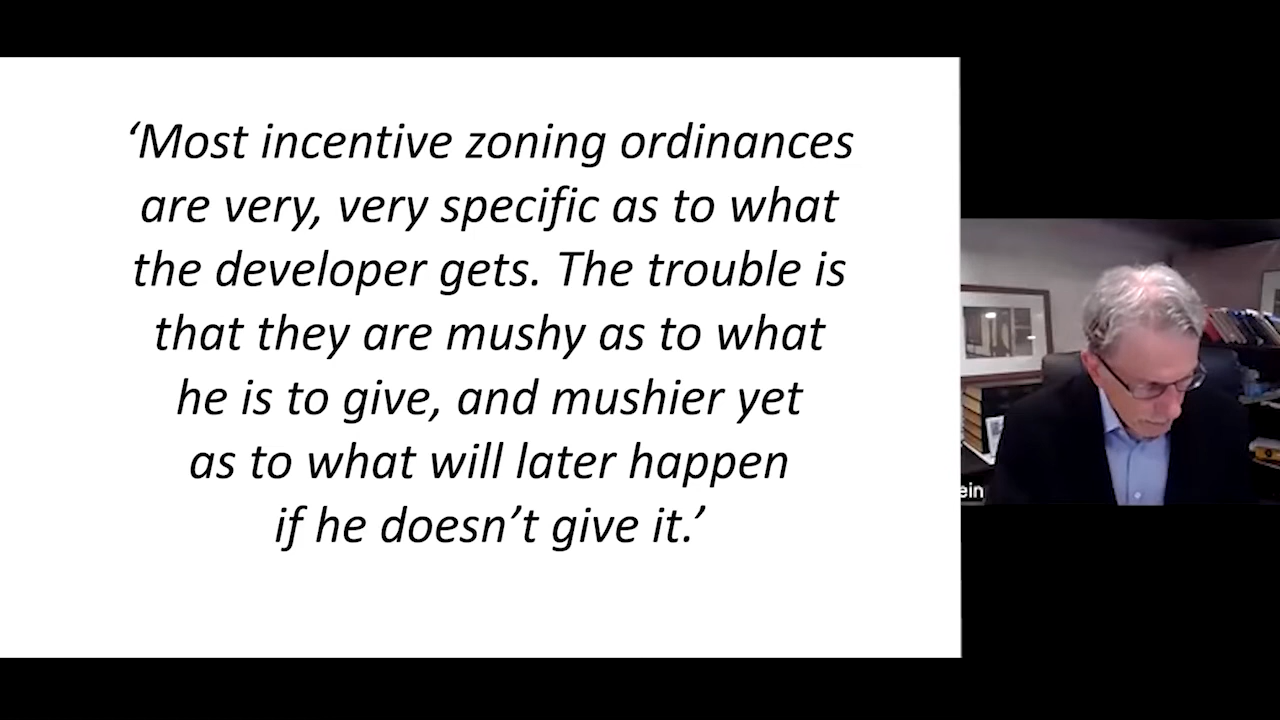 ‘Most incentive zoning ordinances
are very, very specific as to what
the developer gets. The trouble is
that they are mushy as to what
he is to give, and mushier yet
as to what will later happen
if he doesn’t give it.’
ein